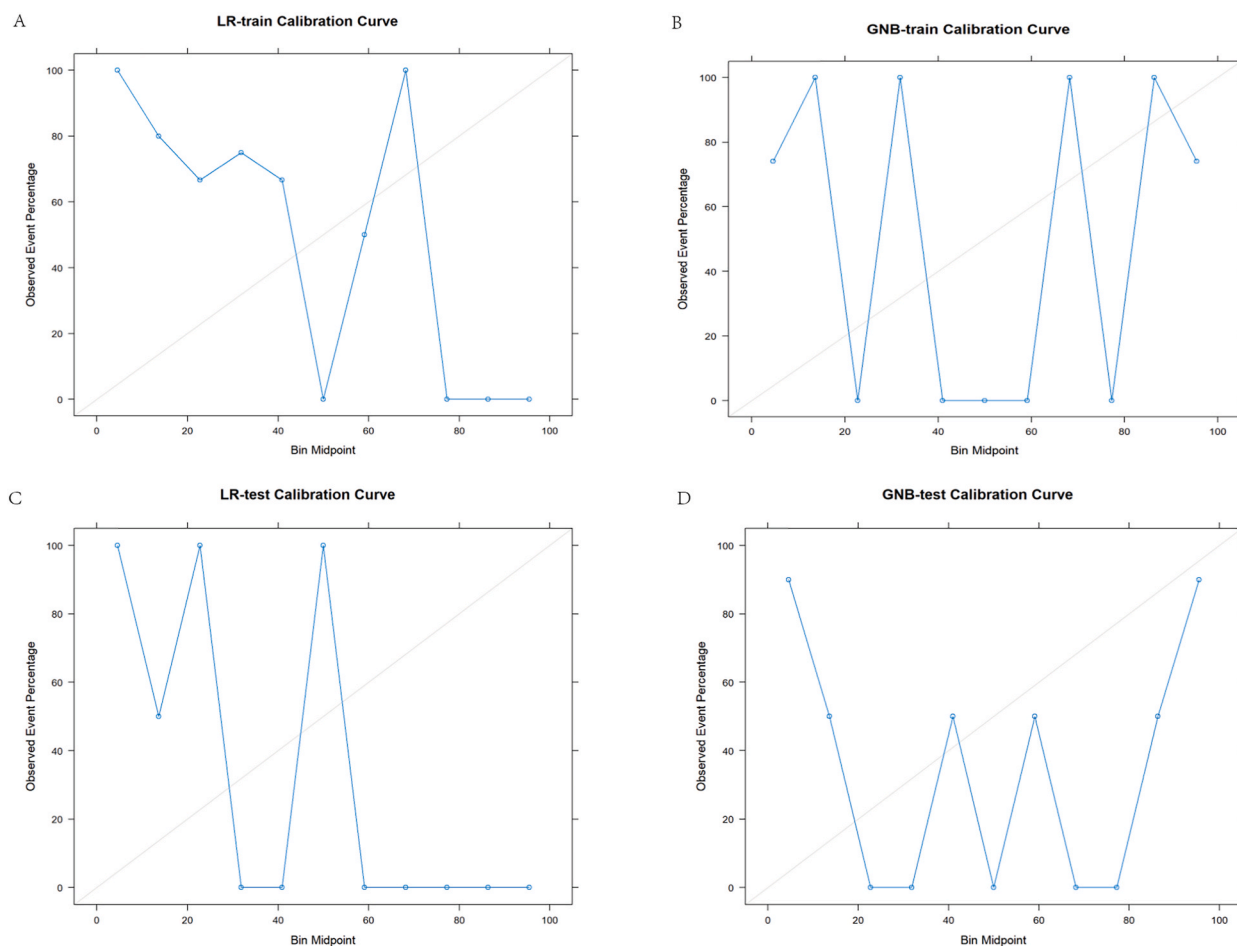 A
LR-train Calibration Curve
100
80
60
40
20
0
Observed Event Percentage
0 20 40 60 80 100
Bin Midpoint
B
GNB-train Calibration Curve
100
80
60
40
20
0
Observed Event Percentage
0 20 40 60 80 100
Bin Midpoint
C
LR-test Calibration Curve
100
80
60
40
20
0
Observed Event Percentage
0 20 40 60 80 100
Bin Midpoint
D
GNB-test Calibration Curve
100
80
60
40
20
0
Observed Event Percentage
0 20 40 60 80 100
Bin Midpoint